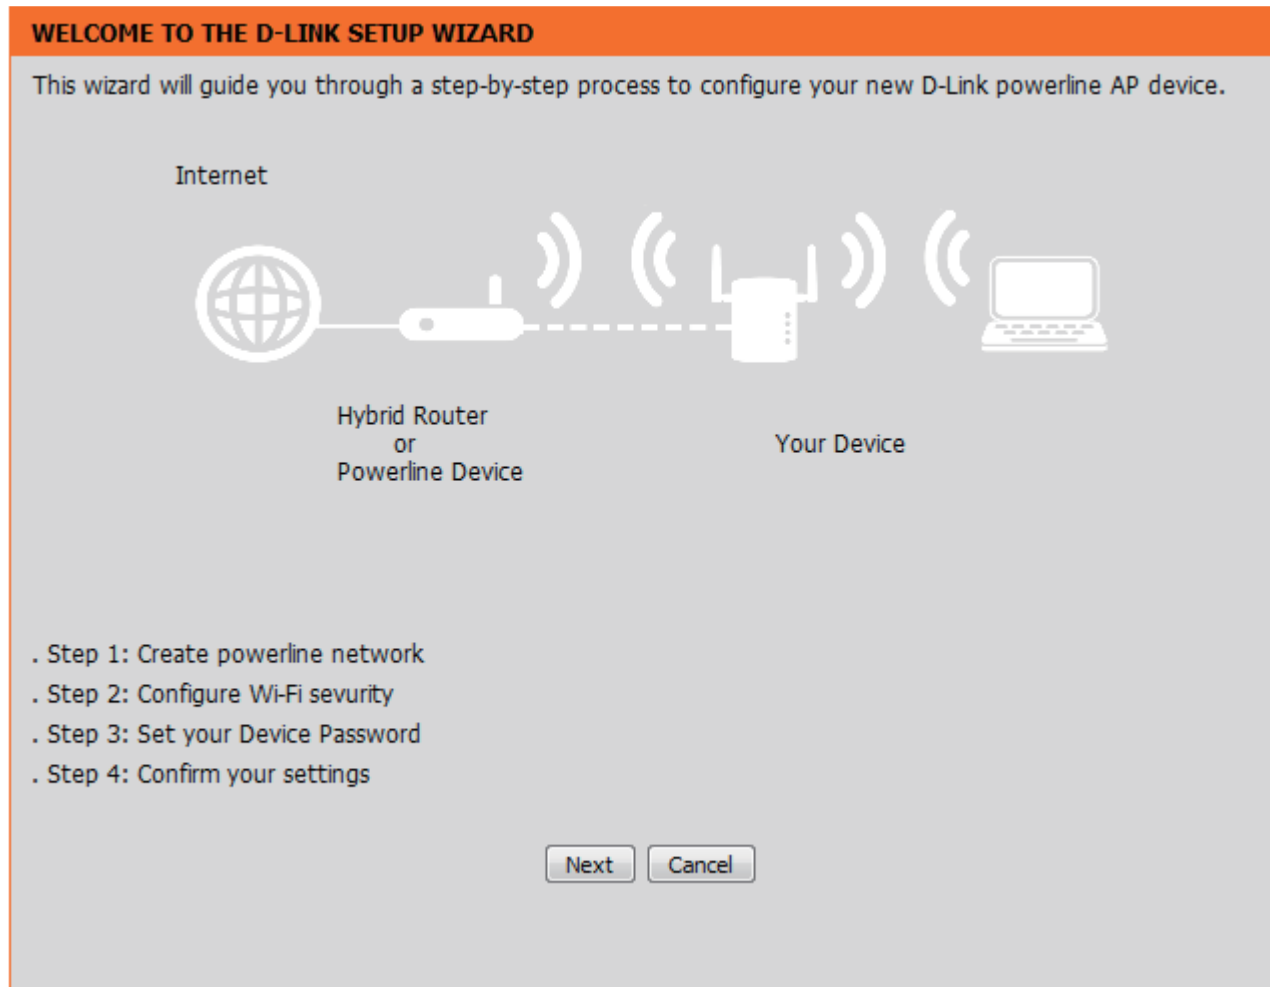 WELCOME TO THE D-LINK SETUP WIZARD
This wizard will guide you through a step-by-step process to configure your new D-Link powerline AP device.
Internet
Hybrid Router
or
Powerline Device
Your Device
. Step 1: Create powerline network
. Step 2: Configure Wi-Fi sevurity
. Step 3: Set your Device Password
. Step 4: Confirm your settings
Next Cancel